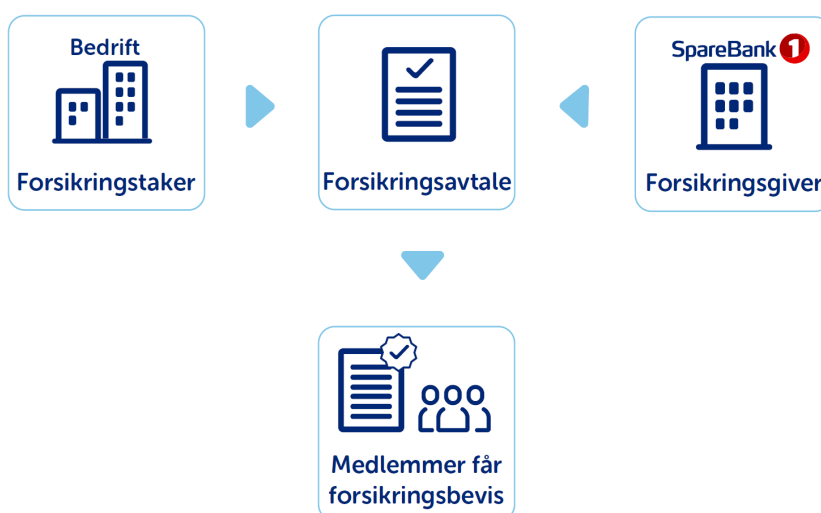 Bedrift
Forsikringstaker
Forsikringsavtale
SpareBank 1
Forsikringsgiver
Medlemmer får
forsikringsbevis